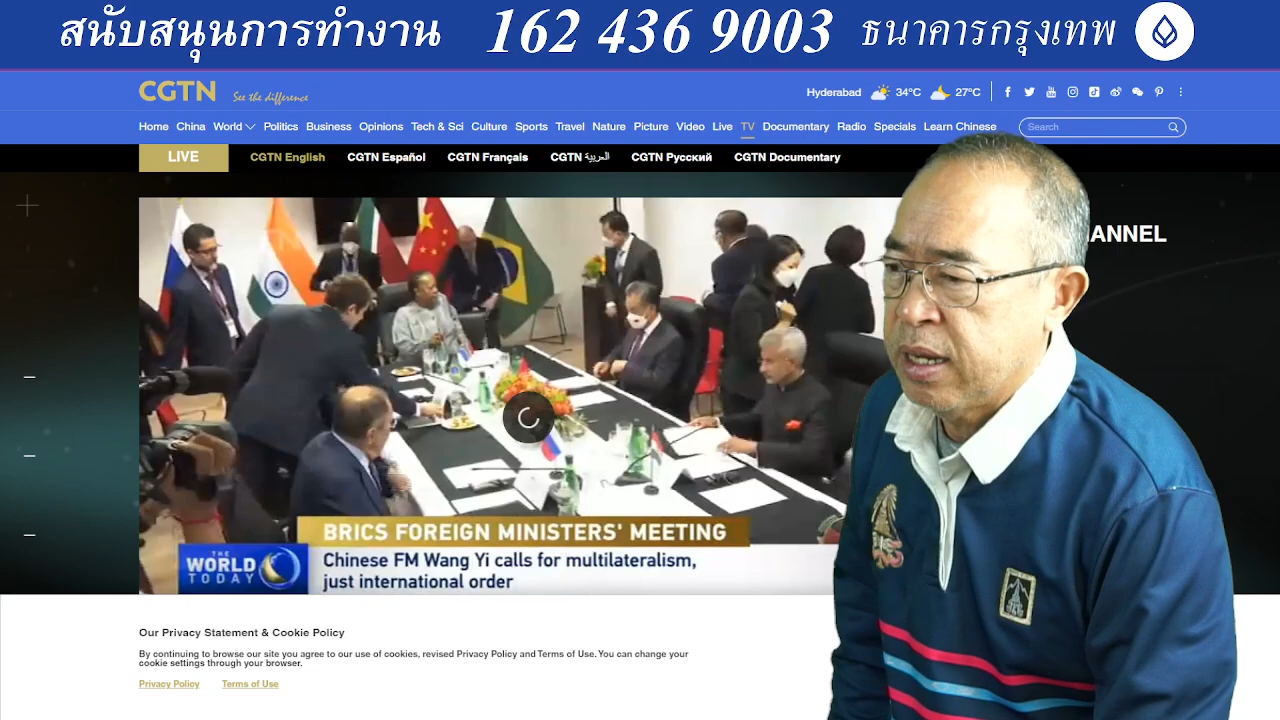 สนับสนุนการทำงาน 162 436 9003 ธนาคารกรุงเทพ
CGTN See the difference
Hyderabad 34°C 27°C
Home China World Politics Business Opinions Tech & Sci Culture Sports Travel Nature Picture Video Live TV Documentary Radio Specials Learn Chinese Search
LIVE CGTN English CGTN Español CGTN Français CGTN العربية CGTN Русский CGTN Documentary
ANNEL
BRICS FOREIGN MINISTERS' MEETING
THE WORLD TODAY
Chinese FM Wang Yi calls for multilateralism,
just international order
Our Privacy Statement & Cookie Policy
By continuing to browse our site you agree to our use of cookies, revised Privacy Policy and Terms of Use. You can change your
cookie settings through your browser.
Privacy Policy Terms of Use